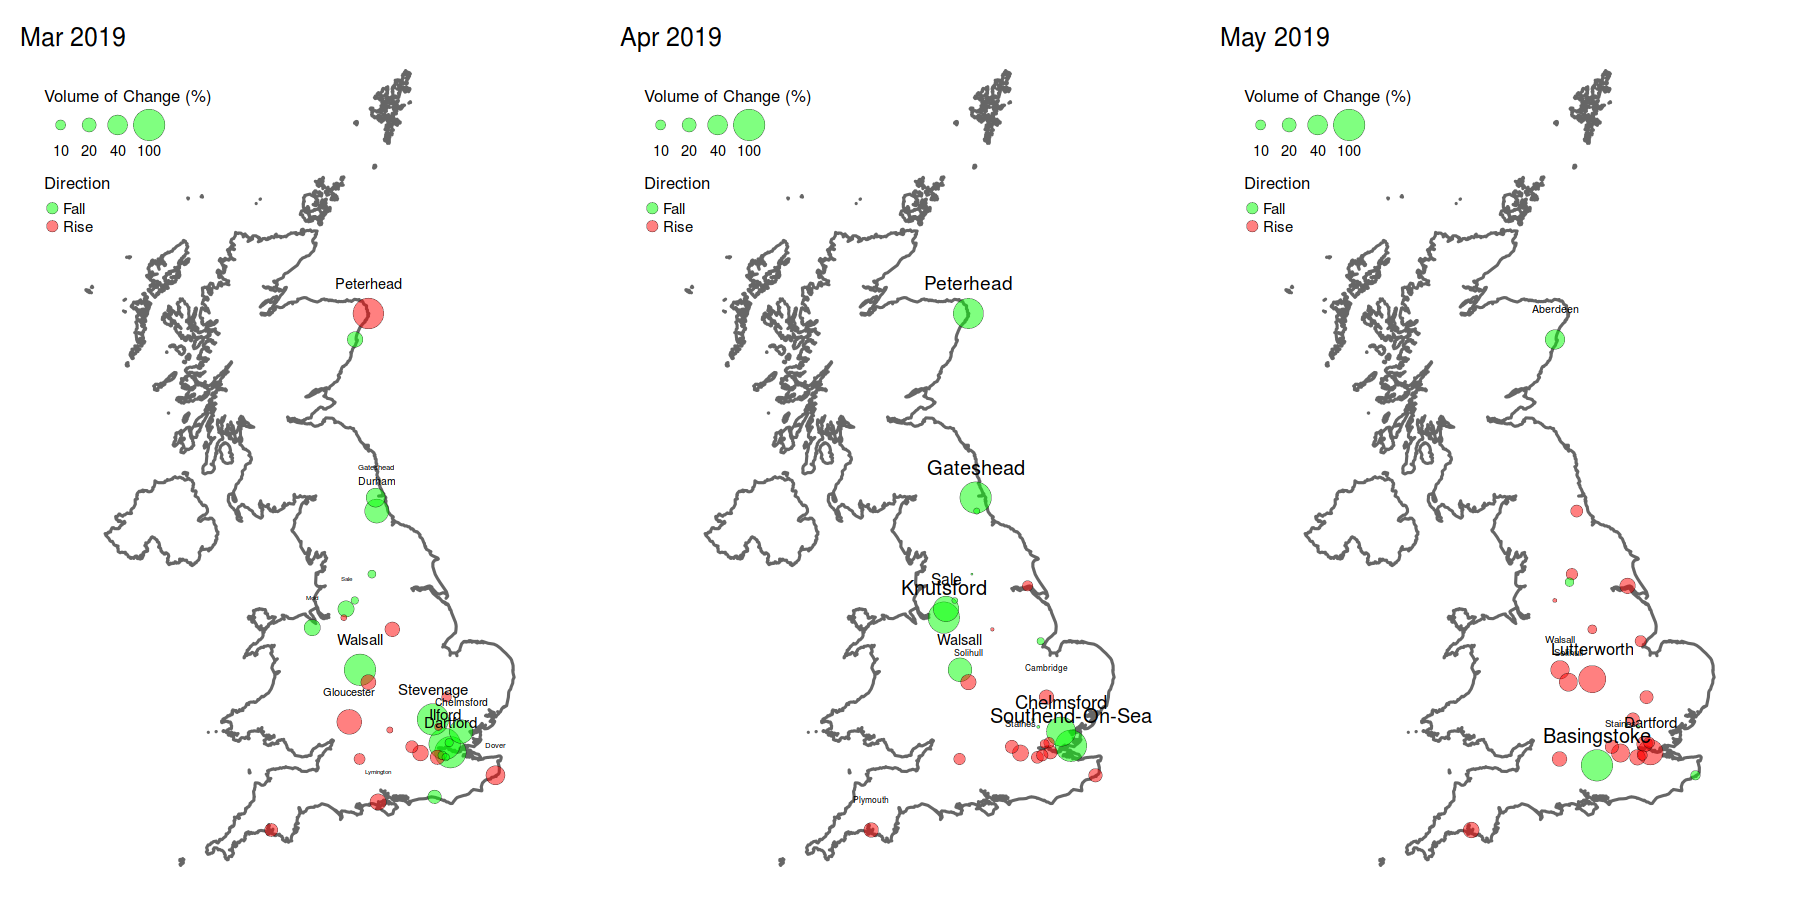 Mar 2019
Volume of Change (%)
10 20 40 100
Direction
Fall
Rise
Peterhead
Gateshead
Durham
Sale
Walsall
Gloucester
Stevenage
Chelmsford
Ilford
Dartford
Dover
Lymington
Apr 2019
Volume of Change (%)
10 20 40 100
Direction
Fall
Rise
Peterhead
Gateshead
Sale
Knutsford
Walsall
Solihull
Cambridge
Chelmsford
Southend-On-Sea
Staines
Plymouth
May 2019
Volume of Change (%)
10 20 40 100
Direction
Fall
Rise
Aberdeen
Walsall
Lutterworth
Solihull
Staines
Dartford
Basingstoke